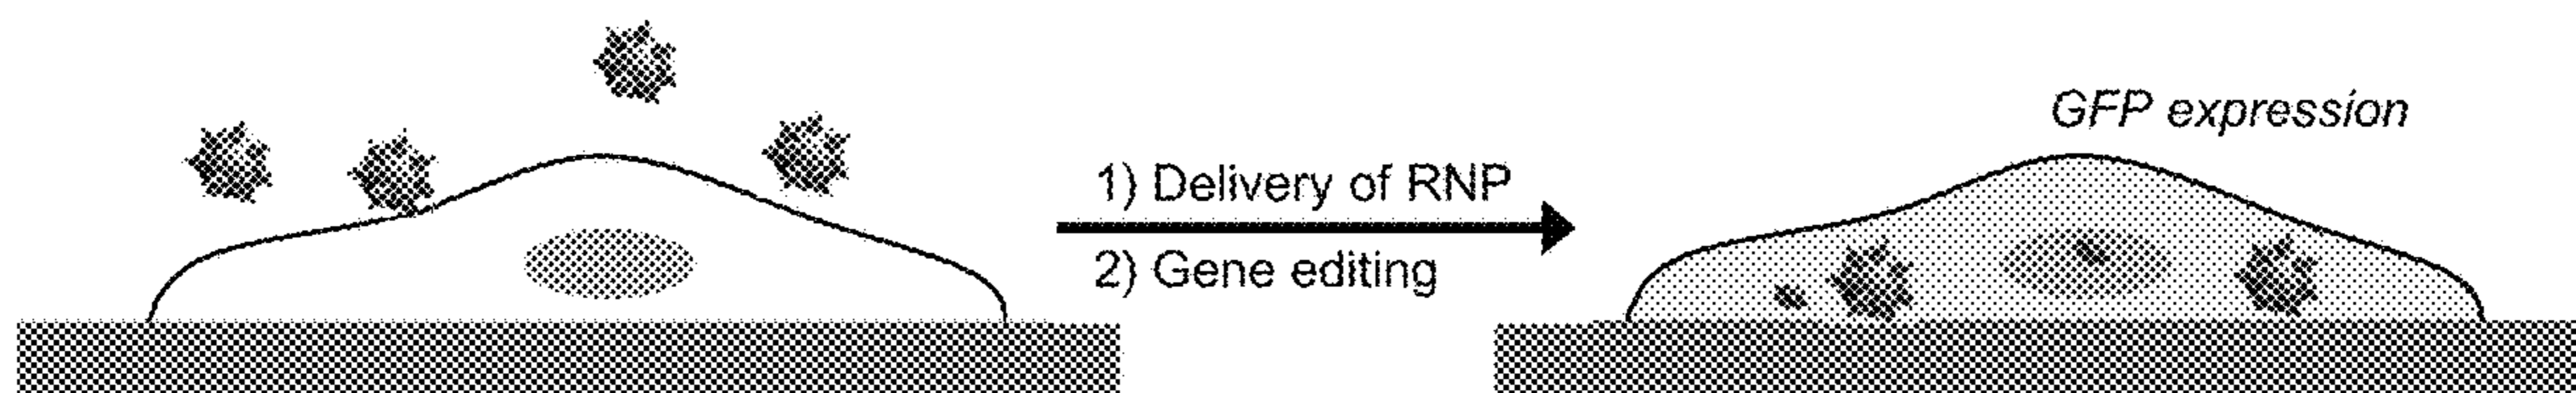 1) Delivery of RNP
2) Gene editing
GFP expression